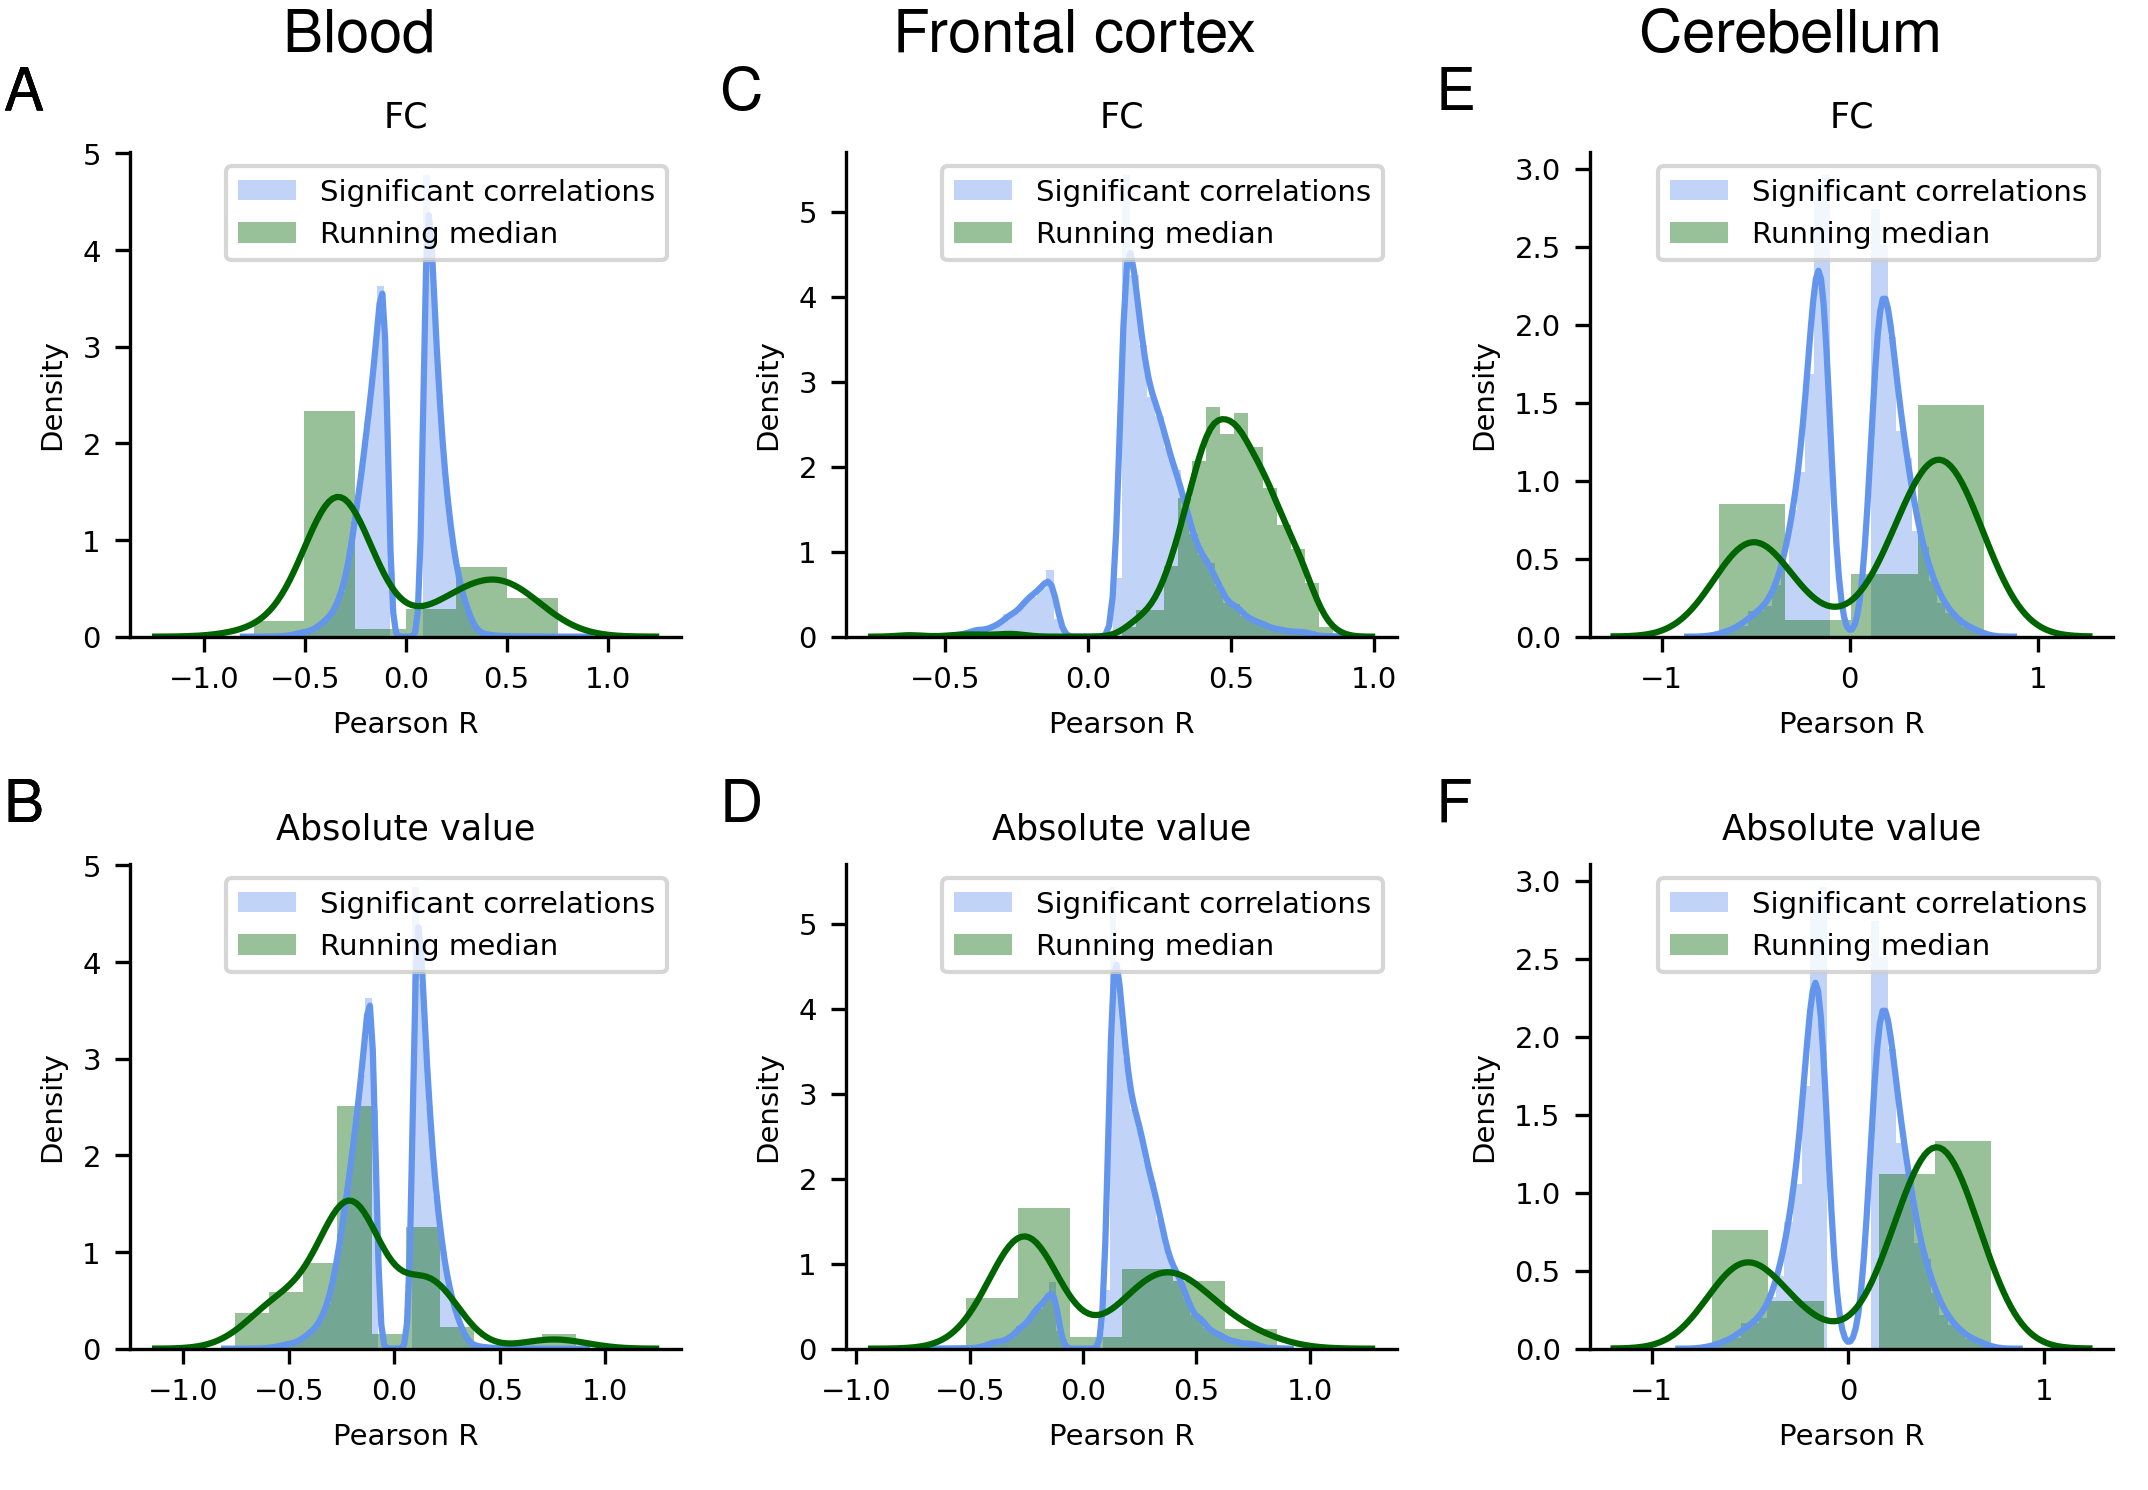 Blood
Frontal cortex
Cerebellum
A
FC
Significant correlations
Running median
5
4
3
2
1
0
Density
−1.0 −0.5 0.0 0.5 1.0
Pearson R
C
FC
Significant correlations
Running median
5
4
3
2
1
0
Density
−0.5 0.0 0.5 1.0
Pearson R
E
FC
Significant correlations
Running median
3.0
2.5
2.0
1.5
1.0
0.5
0.0
Density
−1 0 1
Pearson R
B
Absolute value
Significant correlations
Running median
5
4
3
2
1
0
Density
−1.0 −0.5 0.0 0.5 1.0
Pearson R
D
Absolute value
Significant correlations
Running median
5
4
3
2
1
0
Density
−1.0 −0.5 0.0 0.5 1.0
Pearson R
F
Absolute value
Significant correlations
Running median
3.0
2.5
2.0
1.5
1.0
0.5
0.0
Density
−1 0 1
Pearson R